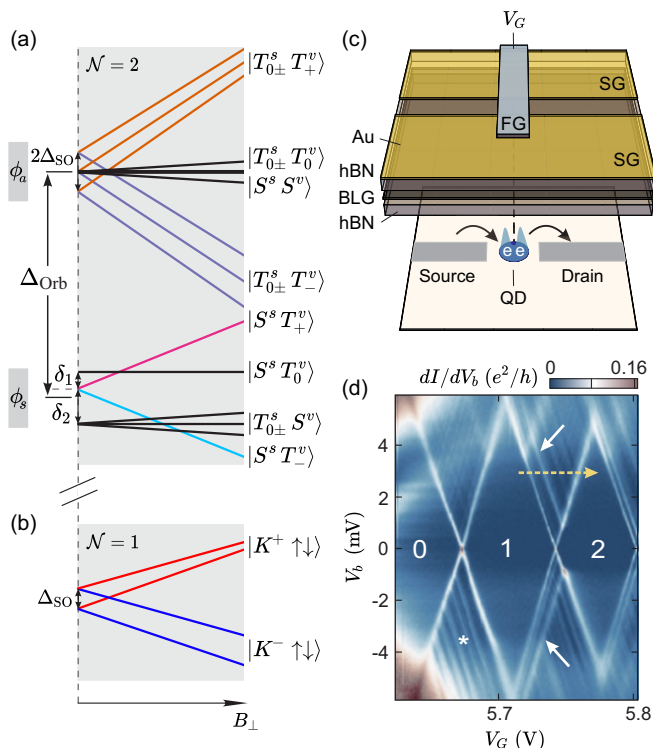 (a)
𝒩 = 2
|T^s_{0±} T^v_+⟩
2Δ_SO
|T^s_{0±} T^v_0⟩
ϕ_a
|S^s S^v⟩
Δ_Orb
|T^s_{0±} T^v_−⟩
|S^s T^v_+⟩
δ_1
|S^s T^v_0⟩
ϕ_s
δ_2
|T^s_{0±} S^v⟩
|S^s T^v_−⟩
(b)
𝒩 = 1
|K^+ ↑↓⟩
Δ_SO
|K^− ↑↓⟩
B_⊥
(c)
V_G
SG
FG
Au
SG
hBN
BLG
hBN
e e
Source
Drain
QD
(d)
dI/dV_b (e²/h)
0
0.16
V_b (mV)
4
2
0
-2
-4
0
1
2
*
5.7
5.8
V_G (V)